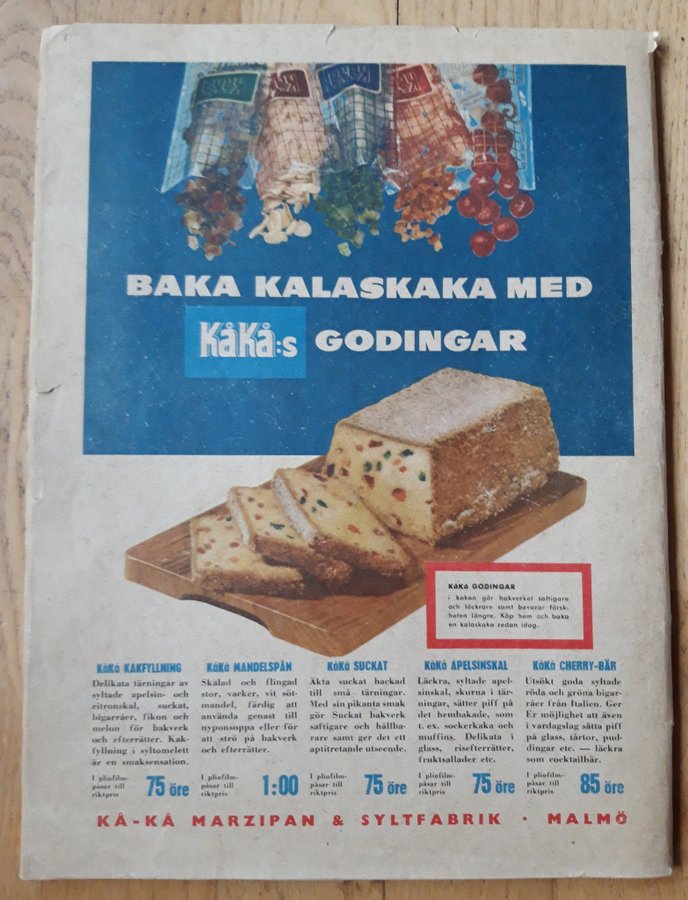 BAKA KALASKAKA MED
KåKå:s GODINGAR
KåKå GODINGAR
i kakan gör bakverket saftigare
och läckrare samt bevarar färsk-
heten längre. Köp hem och baka
en kalaskaka redan idag.
KåKå KAKFYLLNING
Delikata tärningar av
syltade apelsin- och
citronskal, suckat,
bigarråer, fikon och
melon för bakverk
och efterrätter. Kak-
fyllning i syltomelett
är en smaksensation.
I pliofilm-
påsar till
riktpris
75 öre
KåKå MANDELSPÅN
Skalad och flingad
stor, vacker, vit söt-
mandel, färdig att
använda genast till
nyponsoppa eller för
att strö på bakverk
och efterrätter.
I pliofilm-
påsar till
riktpris
1:00
KåKå SUCKAT
Äkta suckat hackad
till små tärningar.
Med sin pikanta smak
gör Suckat bakverk
saftigare och hållba-
rare samt ger det ett
aptitretande utseende.
I pliofilm-
påsar till
riktpris
75 öre
KåKå APELSINSKAL
Läckra, syltade apel-
sinskal, skurna i tär-
ningar, sätter piff på
det hembakade, som
t. ex. sockerkaka och
muffins. Delikata i
glass, risefterrätter,
fruktsallader etc.
I pliofilm-
påsar till
riktpris
75 öre
KåKå CHERRY-BÄR
Utsökt goda syltade
röda och gröna bigar-
råer från Italien. Ger
Er möjlighet att även
i vardagslag sätta piff
på glass, tårtor, pud-
dingar etc. — läckra
som cocktailbär.
I pliofilm-
påsar till
riktpris
85 öre
KÅ-KÅ MARZIPAN & SYLTFABRIK · MALMÖ